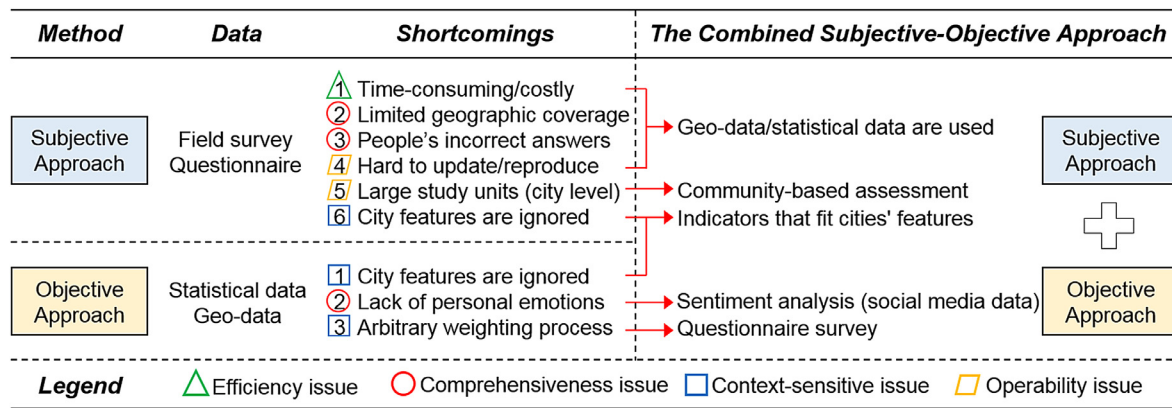 Method Data Shortcomings The Combined Subjective-Objective Approach
Subjective
Approach
Field survey
Questionnaire
1 Time-consuming/costly
2 Limited geographic coverage
3 People's incorrect answers
4 Hard to update/reproduce
5 Large study units (city level)
6 City features are ignored
Geo-data/statistical data are used
Community-based assessment
Indicators that fit cities' features
Subjective
Approach
Objective
Approach
Statistical data
Geo-data
1 City features are ignored
2 Lack of personal emotions
3 Arbitrary weighting process
Sentiment analysis (social media data)
Questionnaire survey
Objective
Approach
Legend Efficiency issue Comprehensiveness issue Context-sensitive issue Operability issue